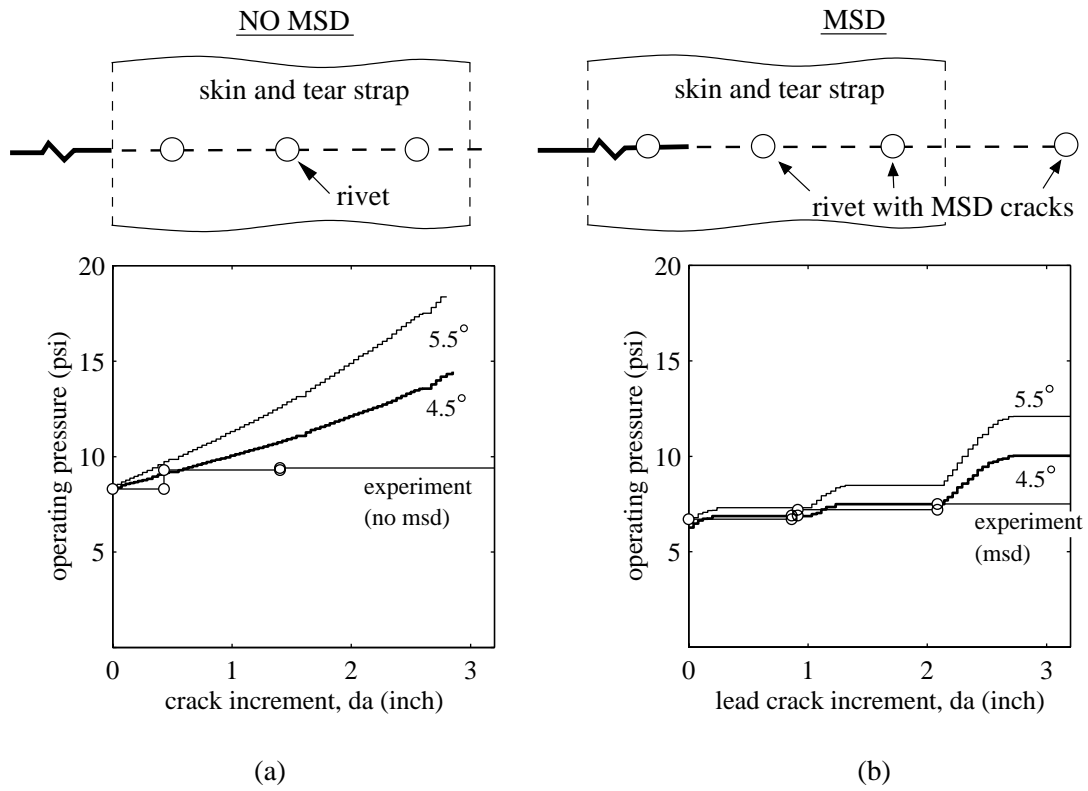 NO MSD
skin and tear strap
rivet
20
15
10
5
operating pressure (psi)
5.5°
4.5°
experiment
(no msd)
0 1 2 3
crack increment, da (inch)
(a)
MSD
skin and tear strap
rivet with MSD cracks
20
15
10
5
operating pressure (psi)
5.5°
4.5°
experiment
(msd)
0 1 2 3
lead crack increment, da (inch)
(b)